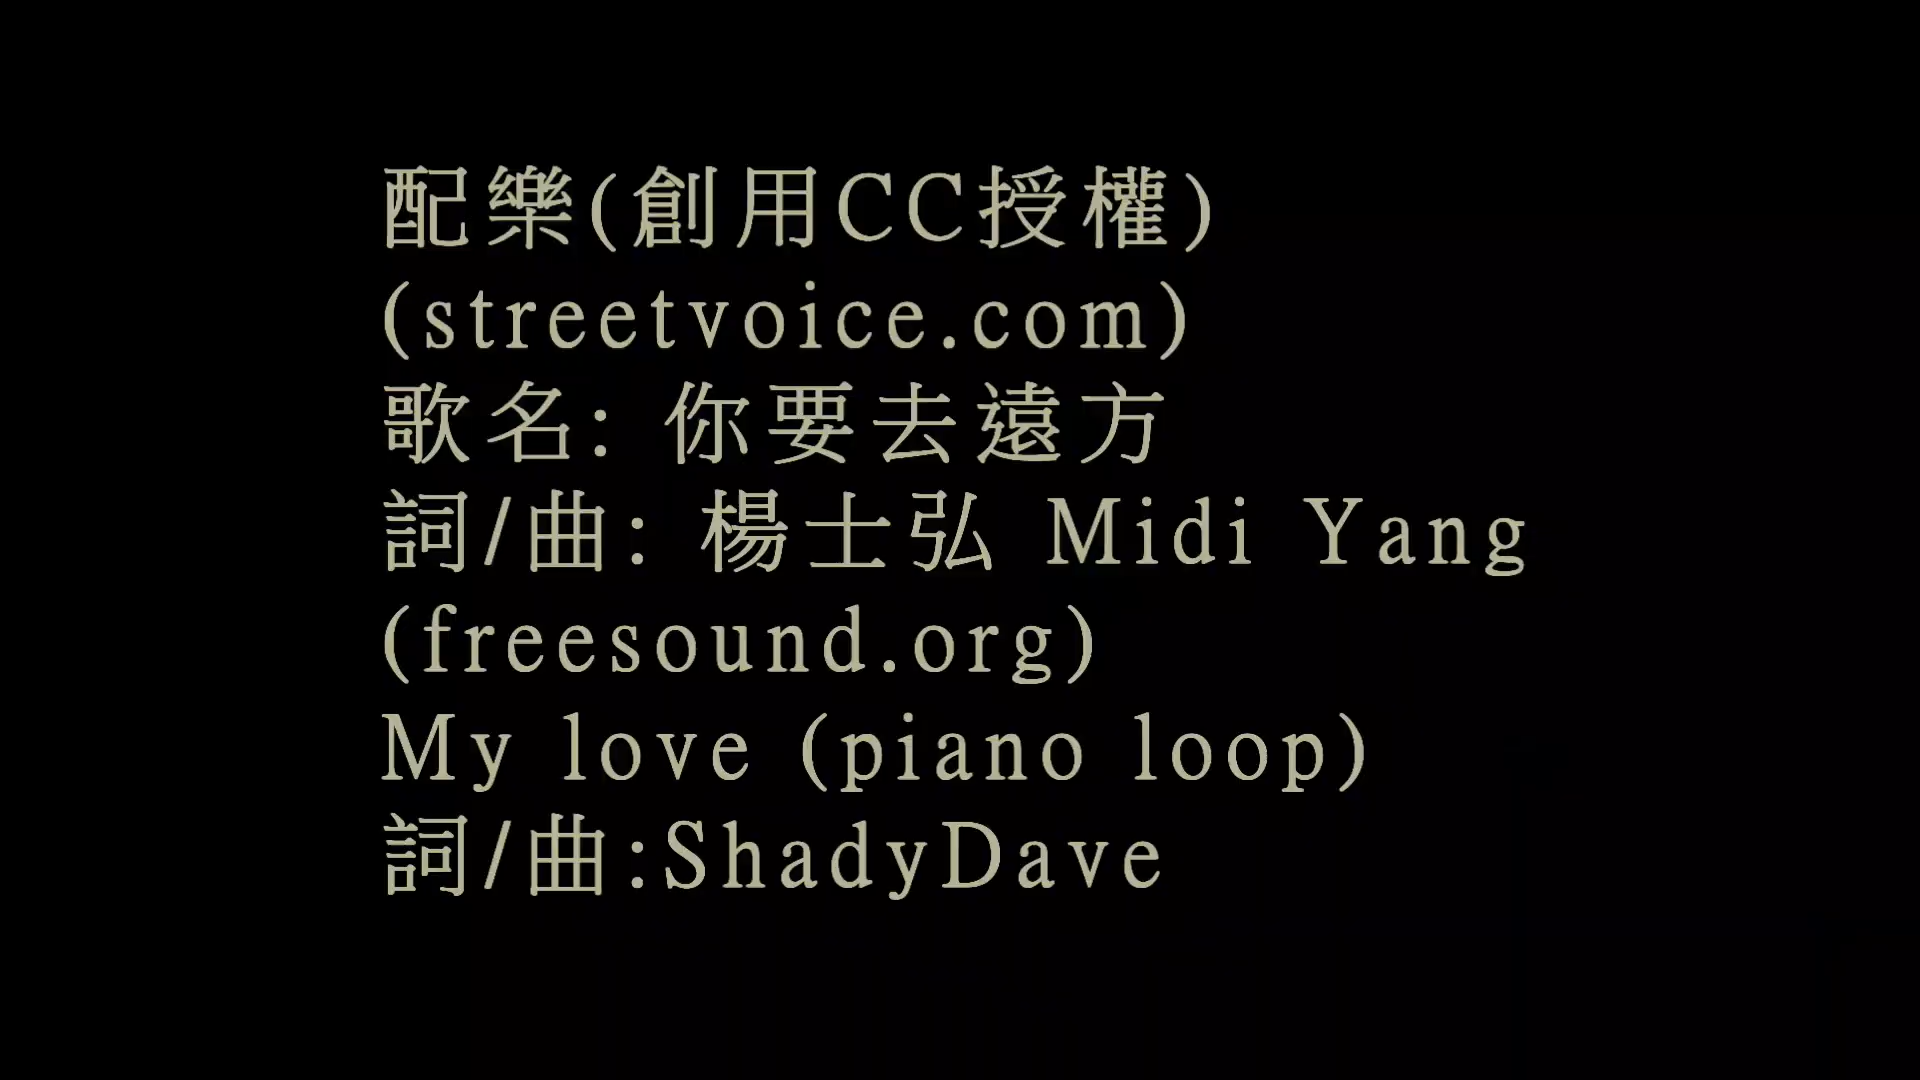 配樂(創用CC授權)
(streetvoice.com)
歌名: 你要去遠方
詞/曲: 楊士弘 Midi Yang
(freesound.org)
My love (piano loop)
詞/曲:ShadyDave